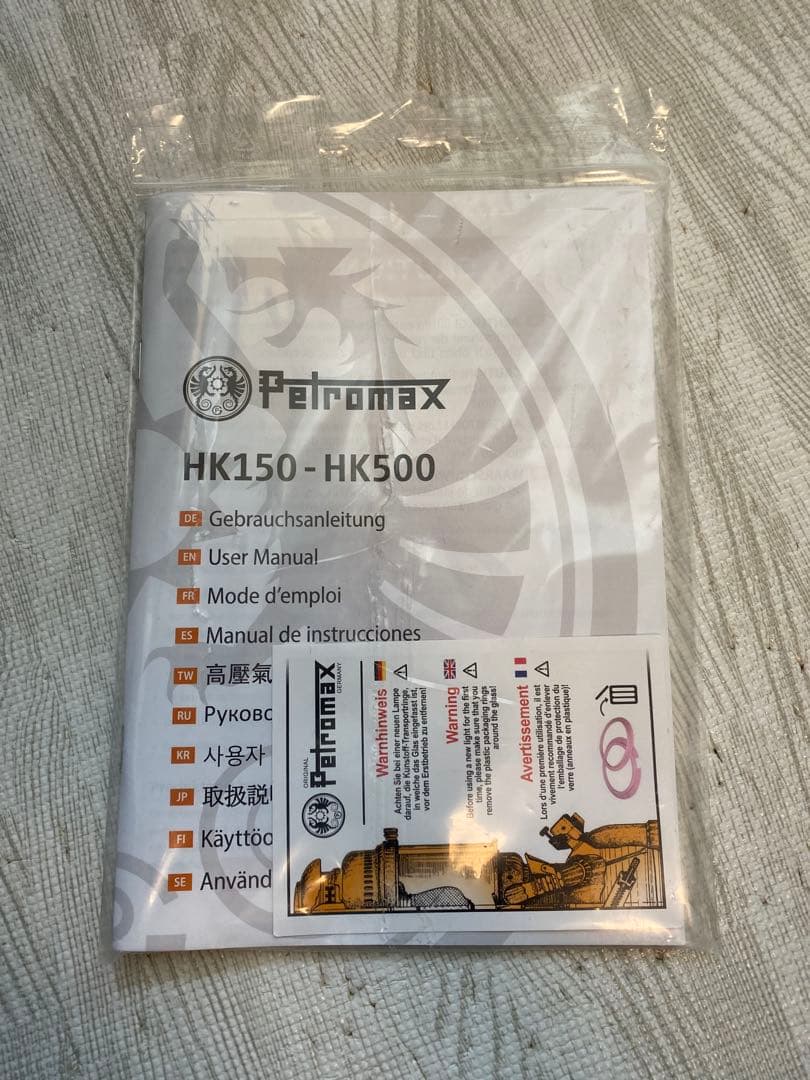 Petromax
HK150 - HK500
DE Gebrauchsanleitung
EN User Manual
FR Mode d'emploi
ES Manual de instrucciones
TW 高壓氣
RU Руково
KR 사용자
JP 取扱説
FI Käyttöo
SE Använd
ORIGINAL
Petromax
GERMANY
Warnhinweis
Achten Sie bei einer neuen Lampe
darauf, die Kunstoff-Transportringe,
in welche das Glas eingefasst ist,
vor dem Erstbetrieb zu entfernen!
Warning
Before using a new light for the first
time, please make sure that you
remove the plastic packaging rings
around the glass!
Avertissement
Lors d'une première utilisation, il est
vivement recommandé d'enlever
l'emballage de protection du
verre (anneaux en plastique)!